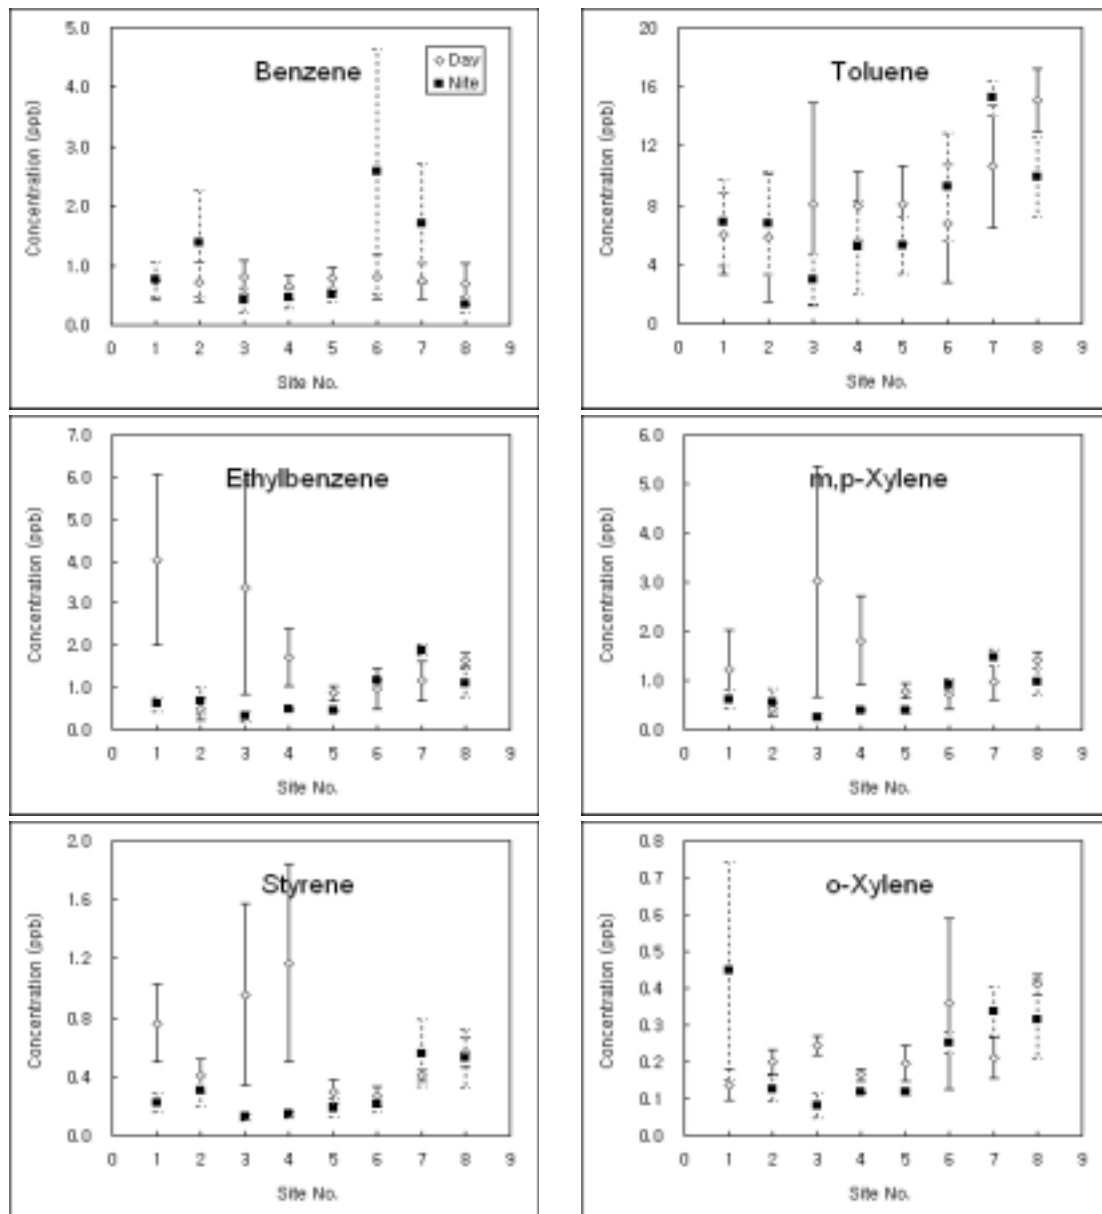 5.0
4.0
3.0
2.0
1.0
0.0
Concentration (ppb)
Benzene
Day
Nite
0 1 2 3 4 5 6 7 8 9
Site No.
20
16
12
8
4
0
Concentration (ppb)
Toluene
0 1 2 3 4 5 6 7 8 9
Site No.
7.0
6.0
5.0
4.0
3.0
2.0
1.0
0.0
Concentration (ppb)
Ethylbenzene
0 1 2 3 4 5 6 7 8 9
Site No.
6.0
5.0
4.0
3.0
2.0
1.0
0.0
Concentration (ppb)
m,p-Xylene
0 1 2 3 4 5 6 7 8 9
Site No.
2.0
1.6
1.2
0.8
0.4
0.0
Concentration (ppb)
Styrene
0 1 2 3 4 5 6 7 8 9
Site No.
0.8
0.7
0.6
0.5
0.4
0.3
0.2
0.1
0.0
Concentration (ppb)
o-Xylene
0 1 2 3 4 5 6 7 8 9
Site No.